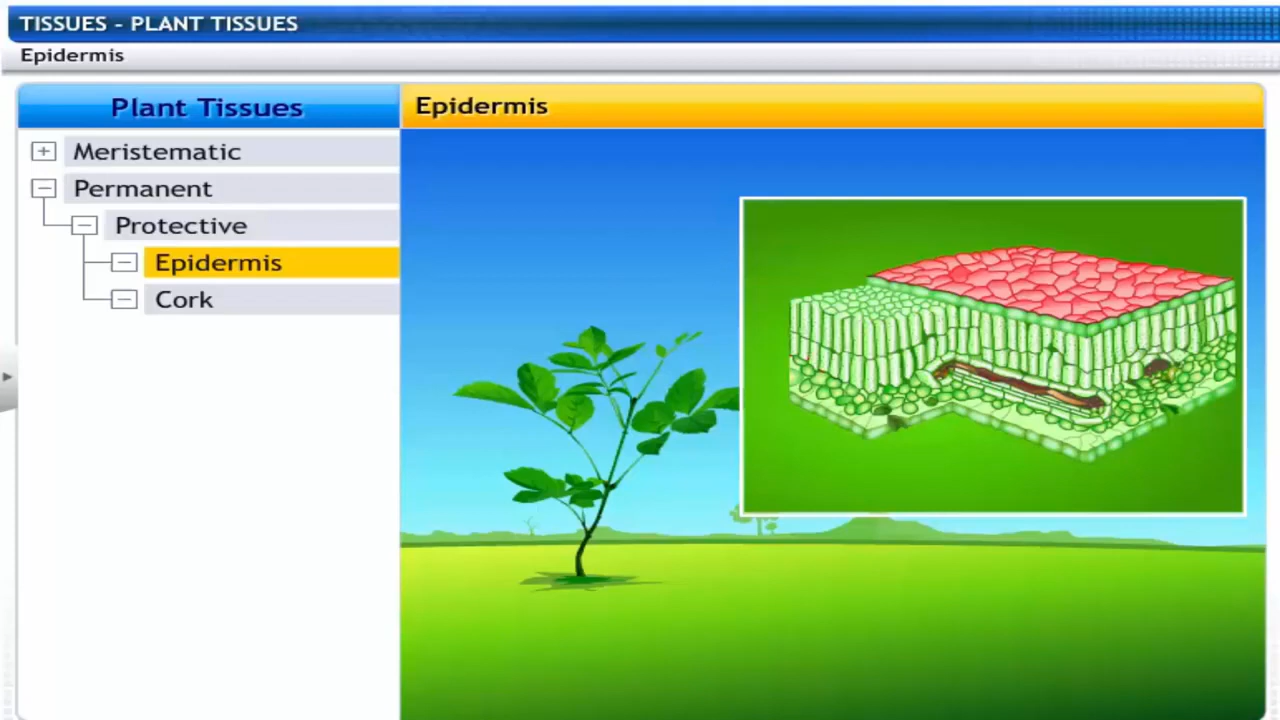 TISSUES - PLANT TISSUES
Epidermis
Plant Tissues
Meristematic
Permanent
Protective
Epidermis
Cork
Epidermis